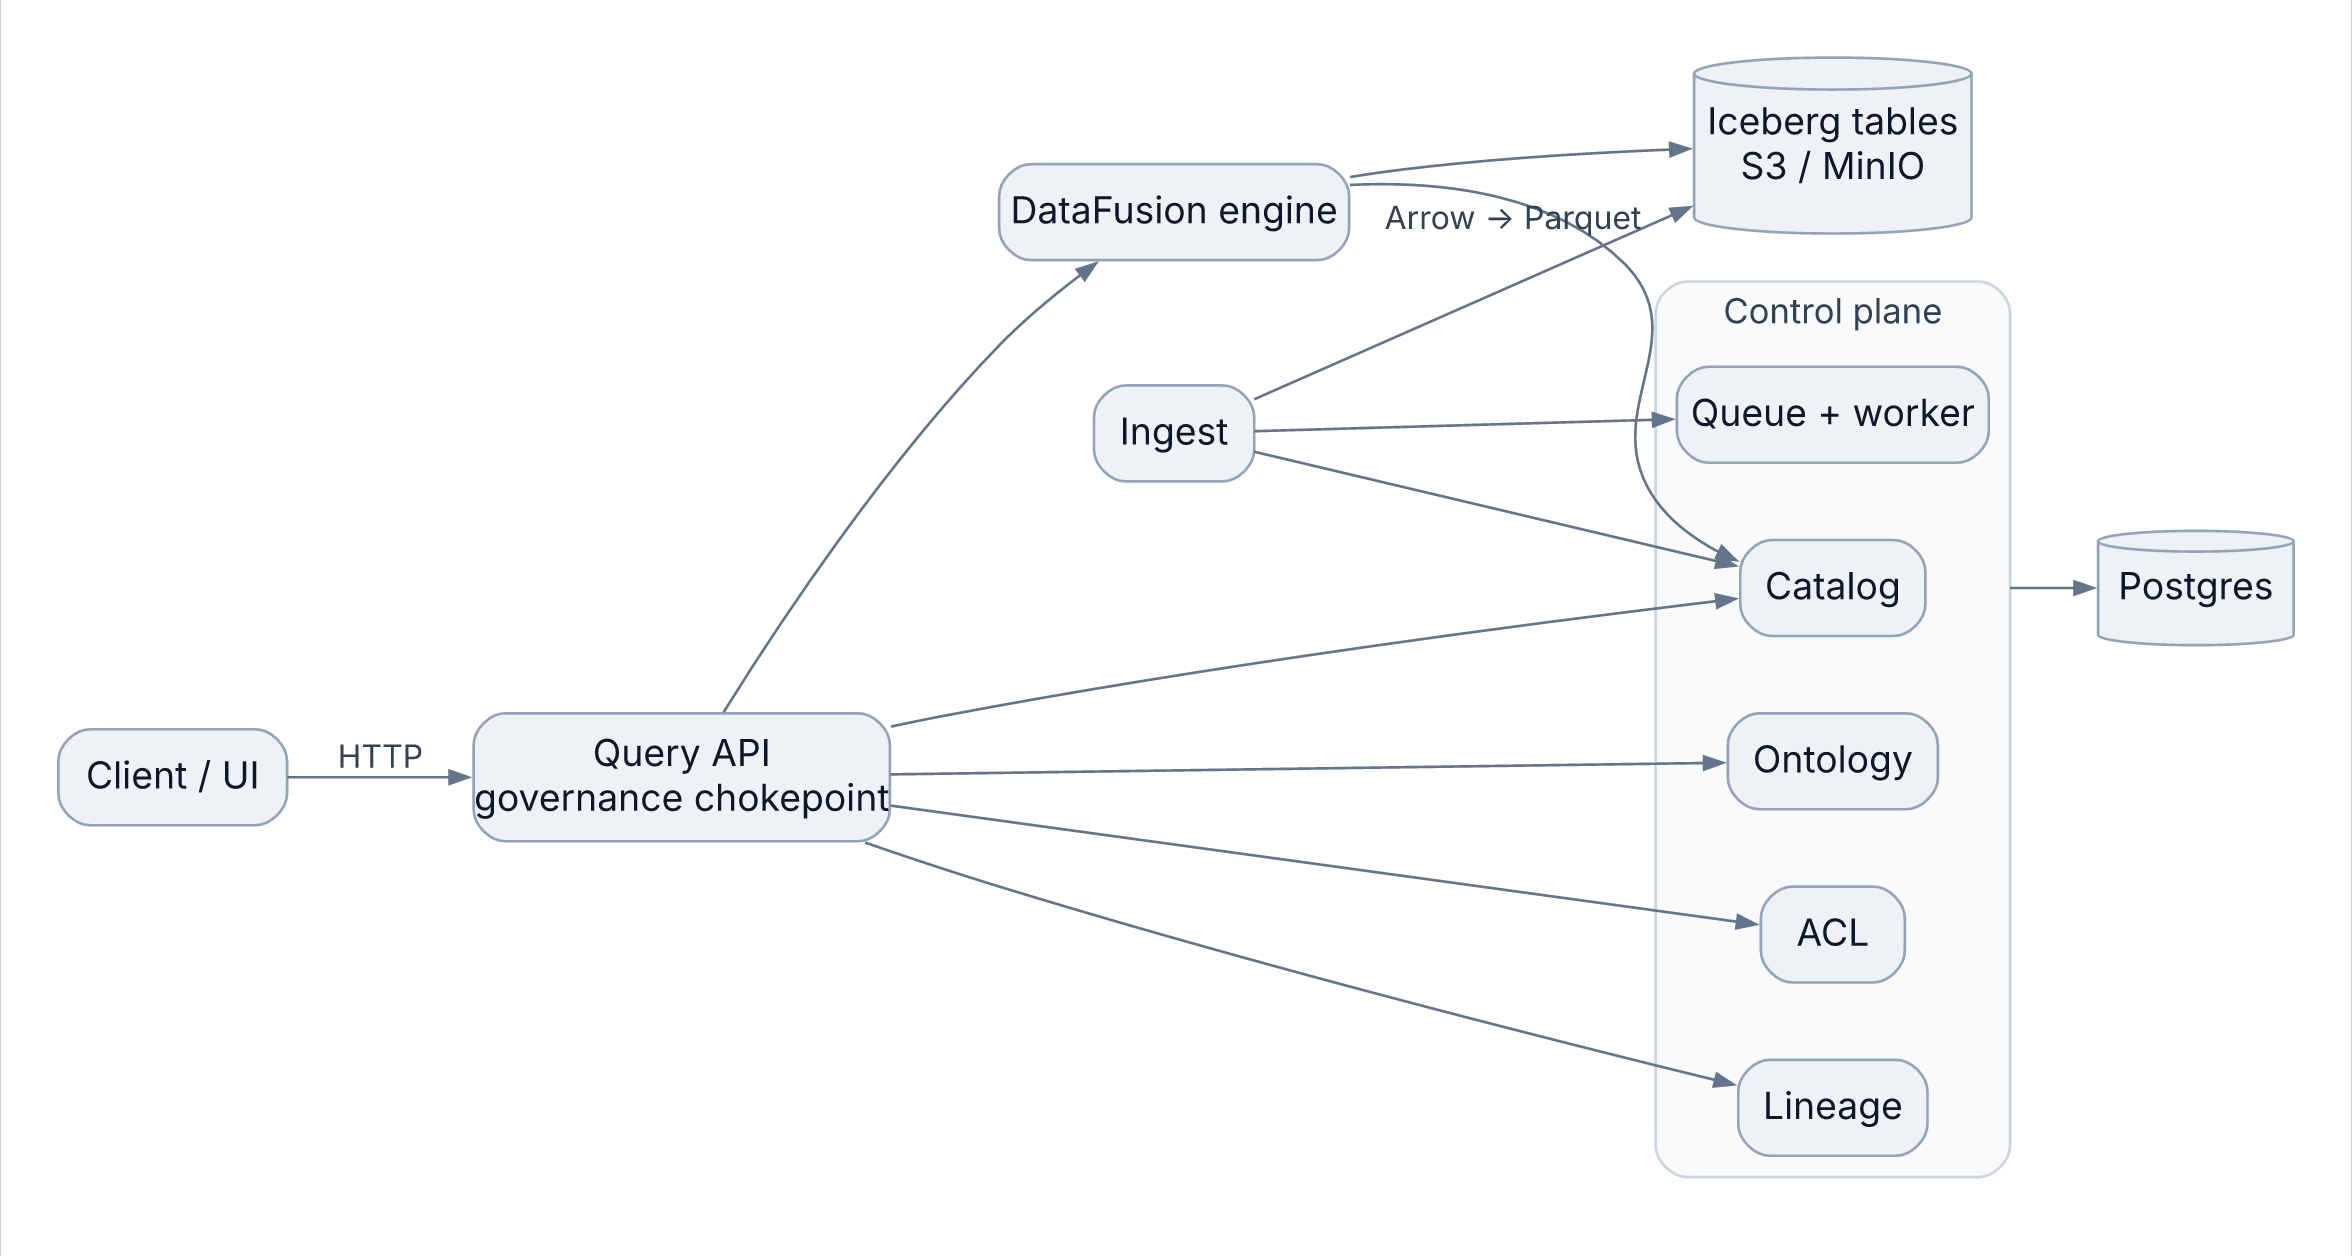 Iceberg tables
S3 / MinIO
DataFusion engine
Arrow → Parquet
Control plane
Queue + worker
Ingest
Catalog
Postgres
Client / UI
HTTP
Query API
governance chokepoint
Ontology
ACL
Lineage